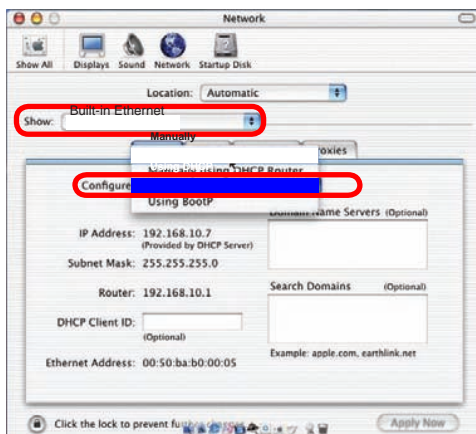 Network
Show All Displays Sound Network Startup Disk
Location: Automatic
Built-in Ethernet
Show:
Manually
roxies
using DHCP Router
Configure
Using BootP
Domain Name Servers (Optional)
IP Address: 192.168.10.7
(Provided by DHCP Server)
Subnet Mask: 255.255.255.0
Router: 192.168.10.1
Search Domains (Optional)
DHCP Client ID:
(Optional)
Example: apple.com, earthlink.net
Ethernet Address: 00:50:ba:b0:00:05
Click the lock to prevent
Apply Now